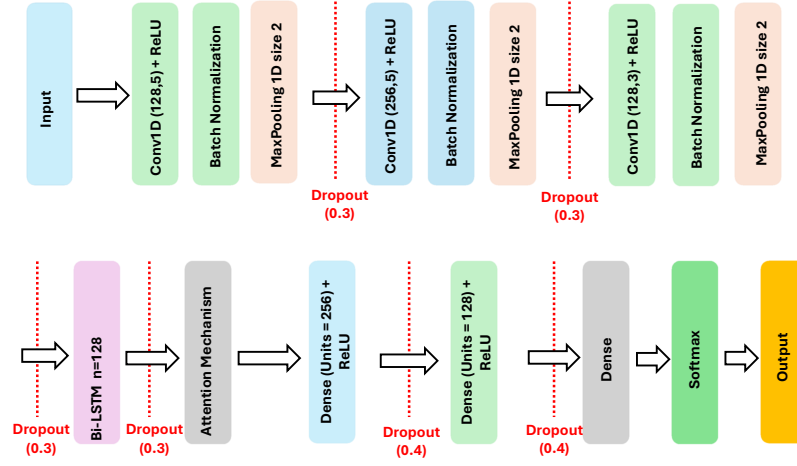 Input
Conv1D (128,5) + ReLU
Batch Normalization
MaxPooling 1D size 2
Dropout
(0.3)
Conv1D (256,5) + ReLU
Batch Normalization
MaxPooling 1D size 2
Dropout
(0.3)
Conv1D (128,3) + ReLU
Batch Normalization
MaxPooling 1D size 2
Dropout
(0.3)
Bi-LSTM n=128
Dropout
(0.3)
Attention Mechanism
Dense (Units = 256) +
ReLU
Dropout
(0.4)
Dense (Units = 128) +
ReLU
Dropout
(0.4)
Dense
Softmax
Output